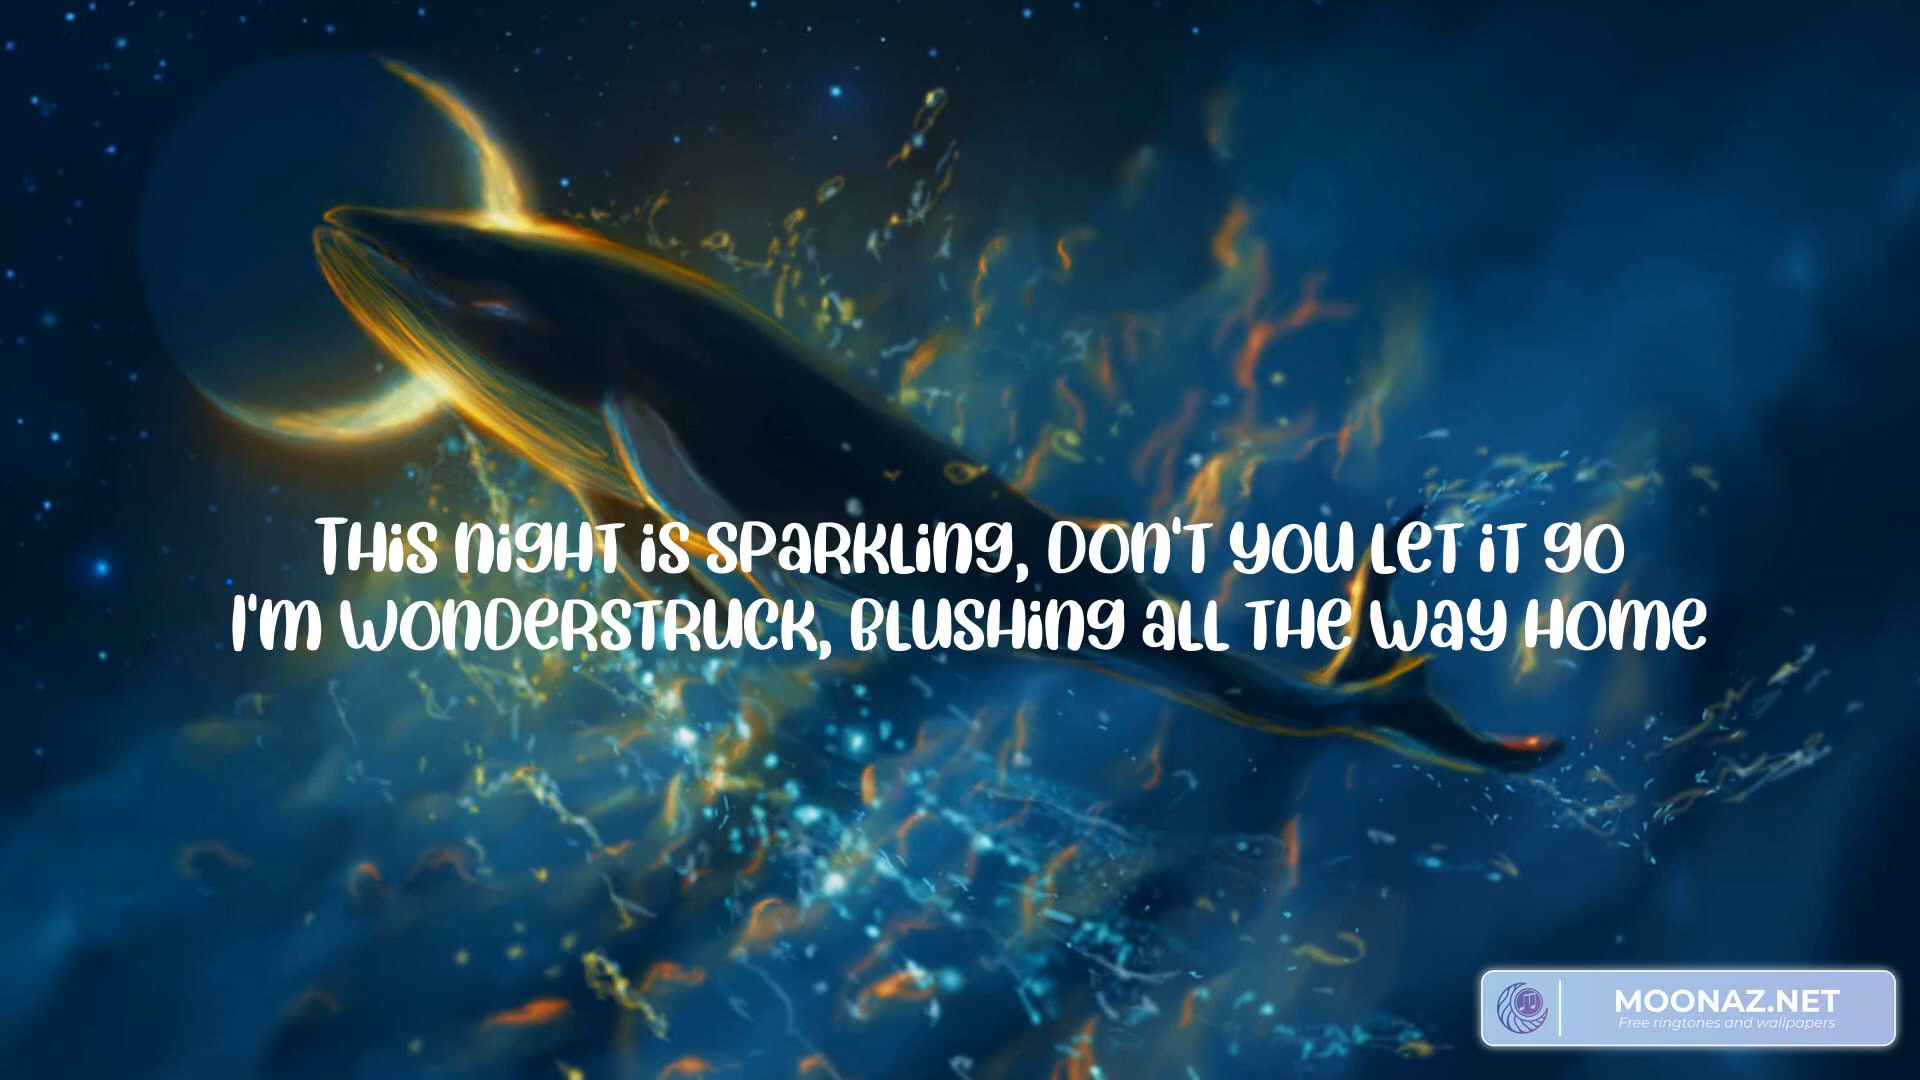 This night is sparkling, don't you let it go
I'm wonderstruck, blushing all the way home
MOONAZ.NET
Free ringtones and wallpapers